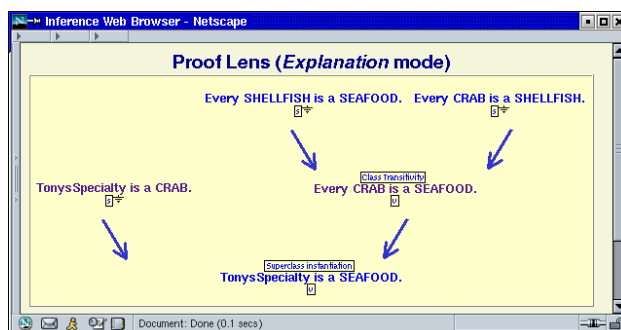 Inference Web Browser - Netscape
Proof Lens (Explanation mode)
Every SHELLFISH is a SEAFOOD. Every CRAB is a SHELLFISH.
s s
Class Transitivity
TonysSpecialty is a CRAB. Every CRAB is a SEAFOOD.
s u
Superclass instantiation
TonysSpecialty is a SEAFOOD.
u
Document: Done (0.1 secs)